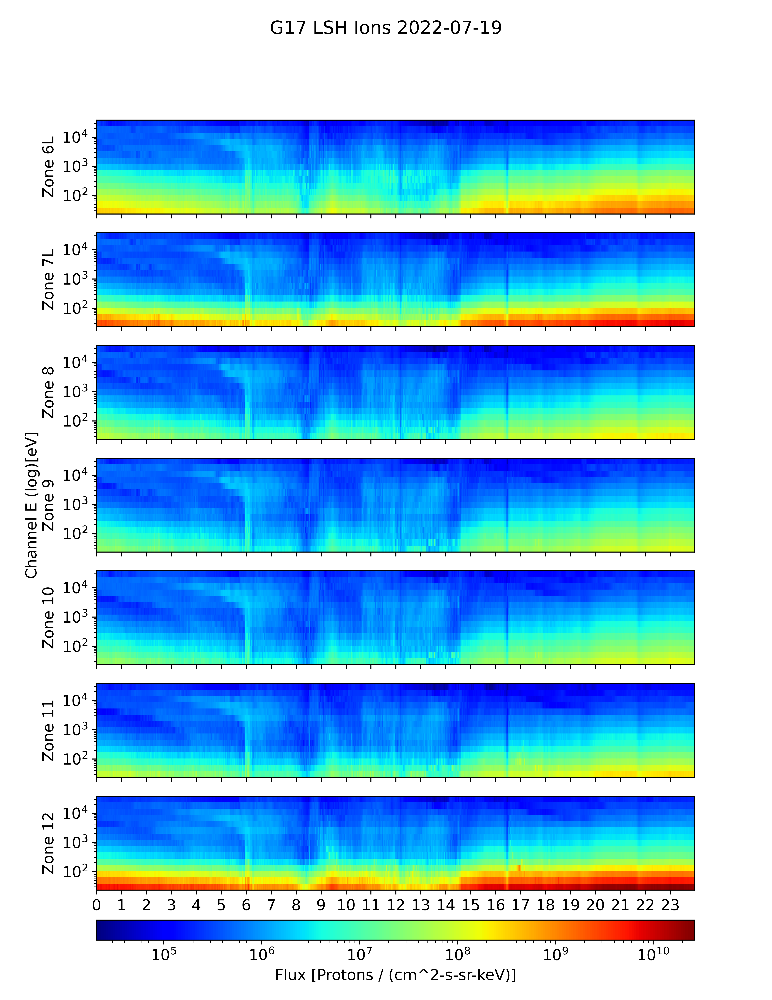 G17 LSH Ions 2022-07-19
Channel E (log)[eV]
Zone 6L
10^4
10^3
10^2
Zone 7L
10^4
10^3
10^2
Zone 8
10^4
10^3
10^2
Zone 9
10^4
10^3
10^2
Zone 10
10^4
10^3
10^2
Zone 11
10^4
10^3
10^2
Zone 12
10^4
10^3
10^2
0 1 2 3 4 5 6 7 8 9 10 11 12 13 14 15 16 17 18 19 20 21 22 23
10^5 10^6 10^7 10^8 10^9 10^10
Flux [Protons / (cm^2-s-sr-keV)]